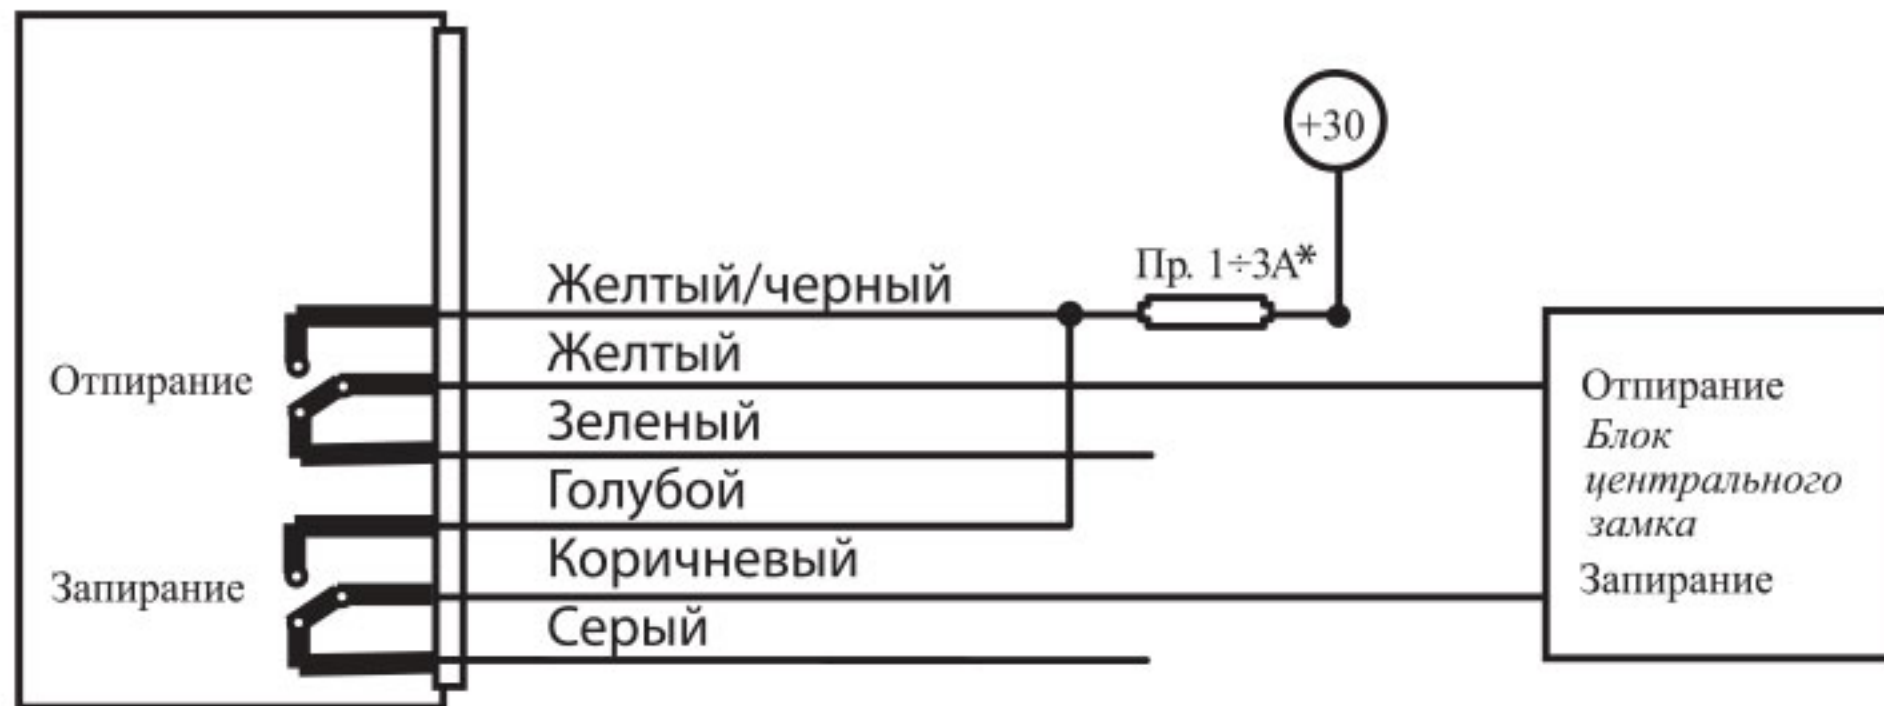 +30
Пр. 1÷3А*
Желтый/черный
Желтый
Зеленый
Голубой
Коричневый
Серый
Отпирание
Запирание
Отпирание
Блок
центрального
замка
Запирание